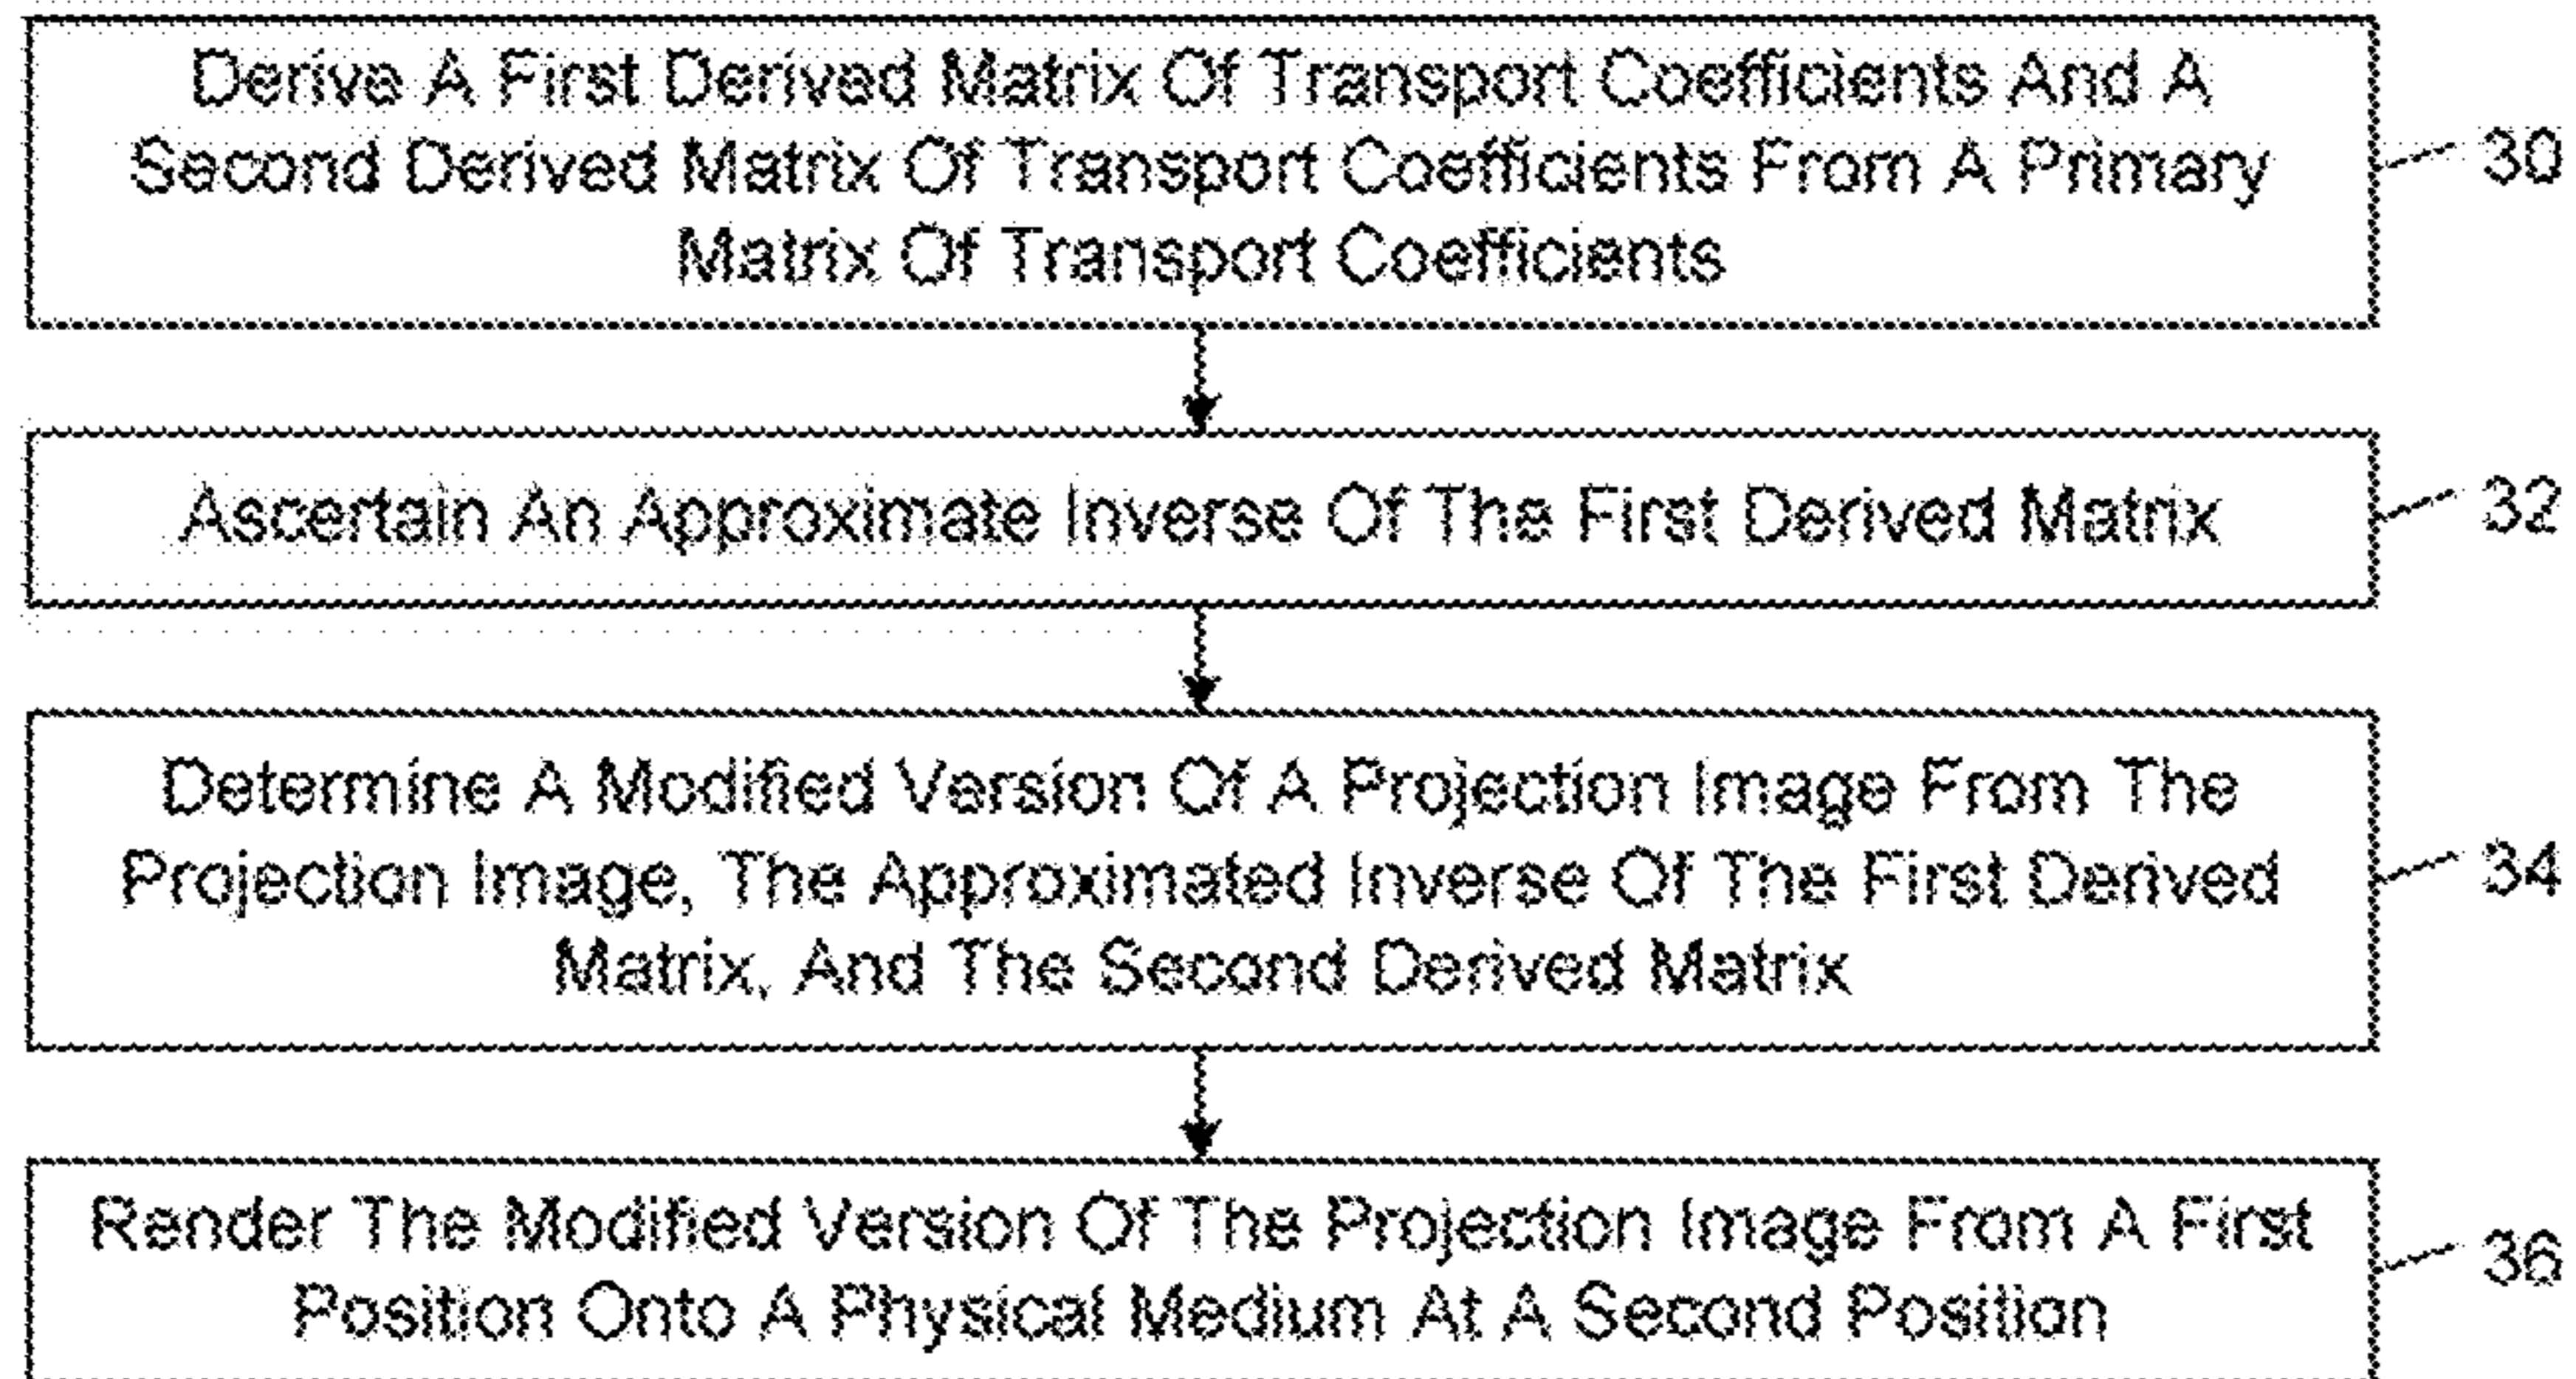 Derive A First Derived Matrix Of Transport Coefficients And A
Second Derived Matrix Of Transport Coefficients From A Primary
Matrix Of Transport Coefficients
30
Ascertain An Approximate Inverse Of The First Derived Matrix
32
Determine A Modified Version Of A Projection Image From The
Projection Image, The Approximated Inverse Of The First Derived
Matrix, And The Second Derived Matrix
34
Render The Modified Version Of The Projection Image From A First
Position Onto A Physical Medium At A Second Position
36